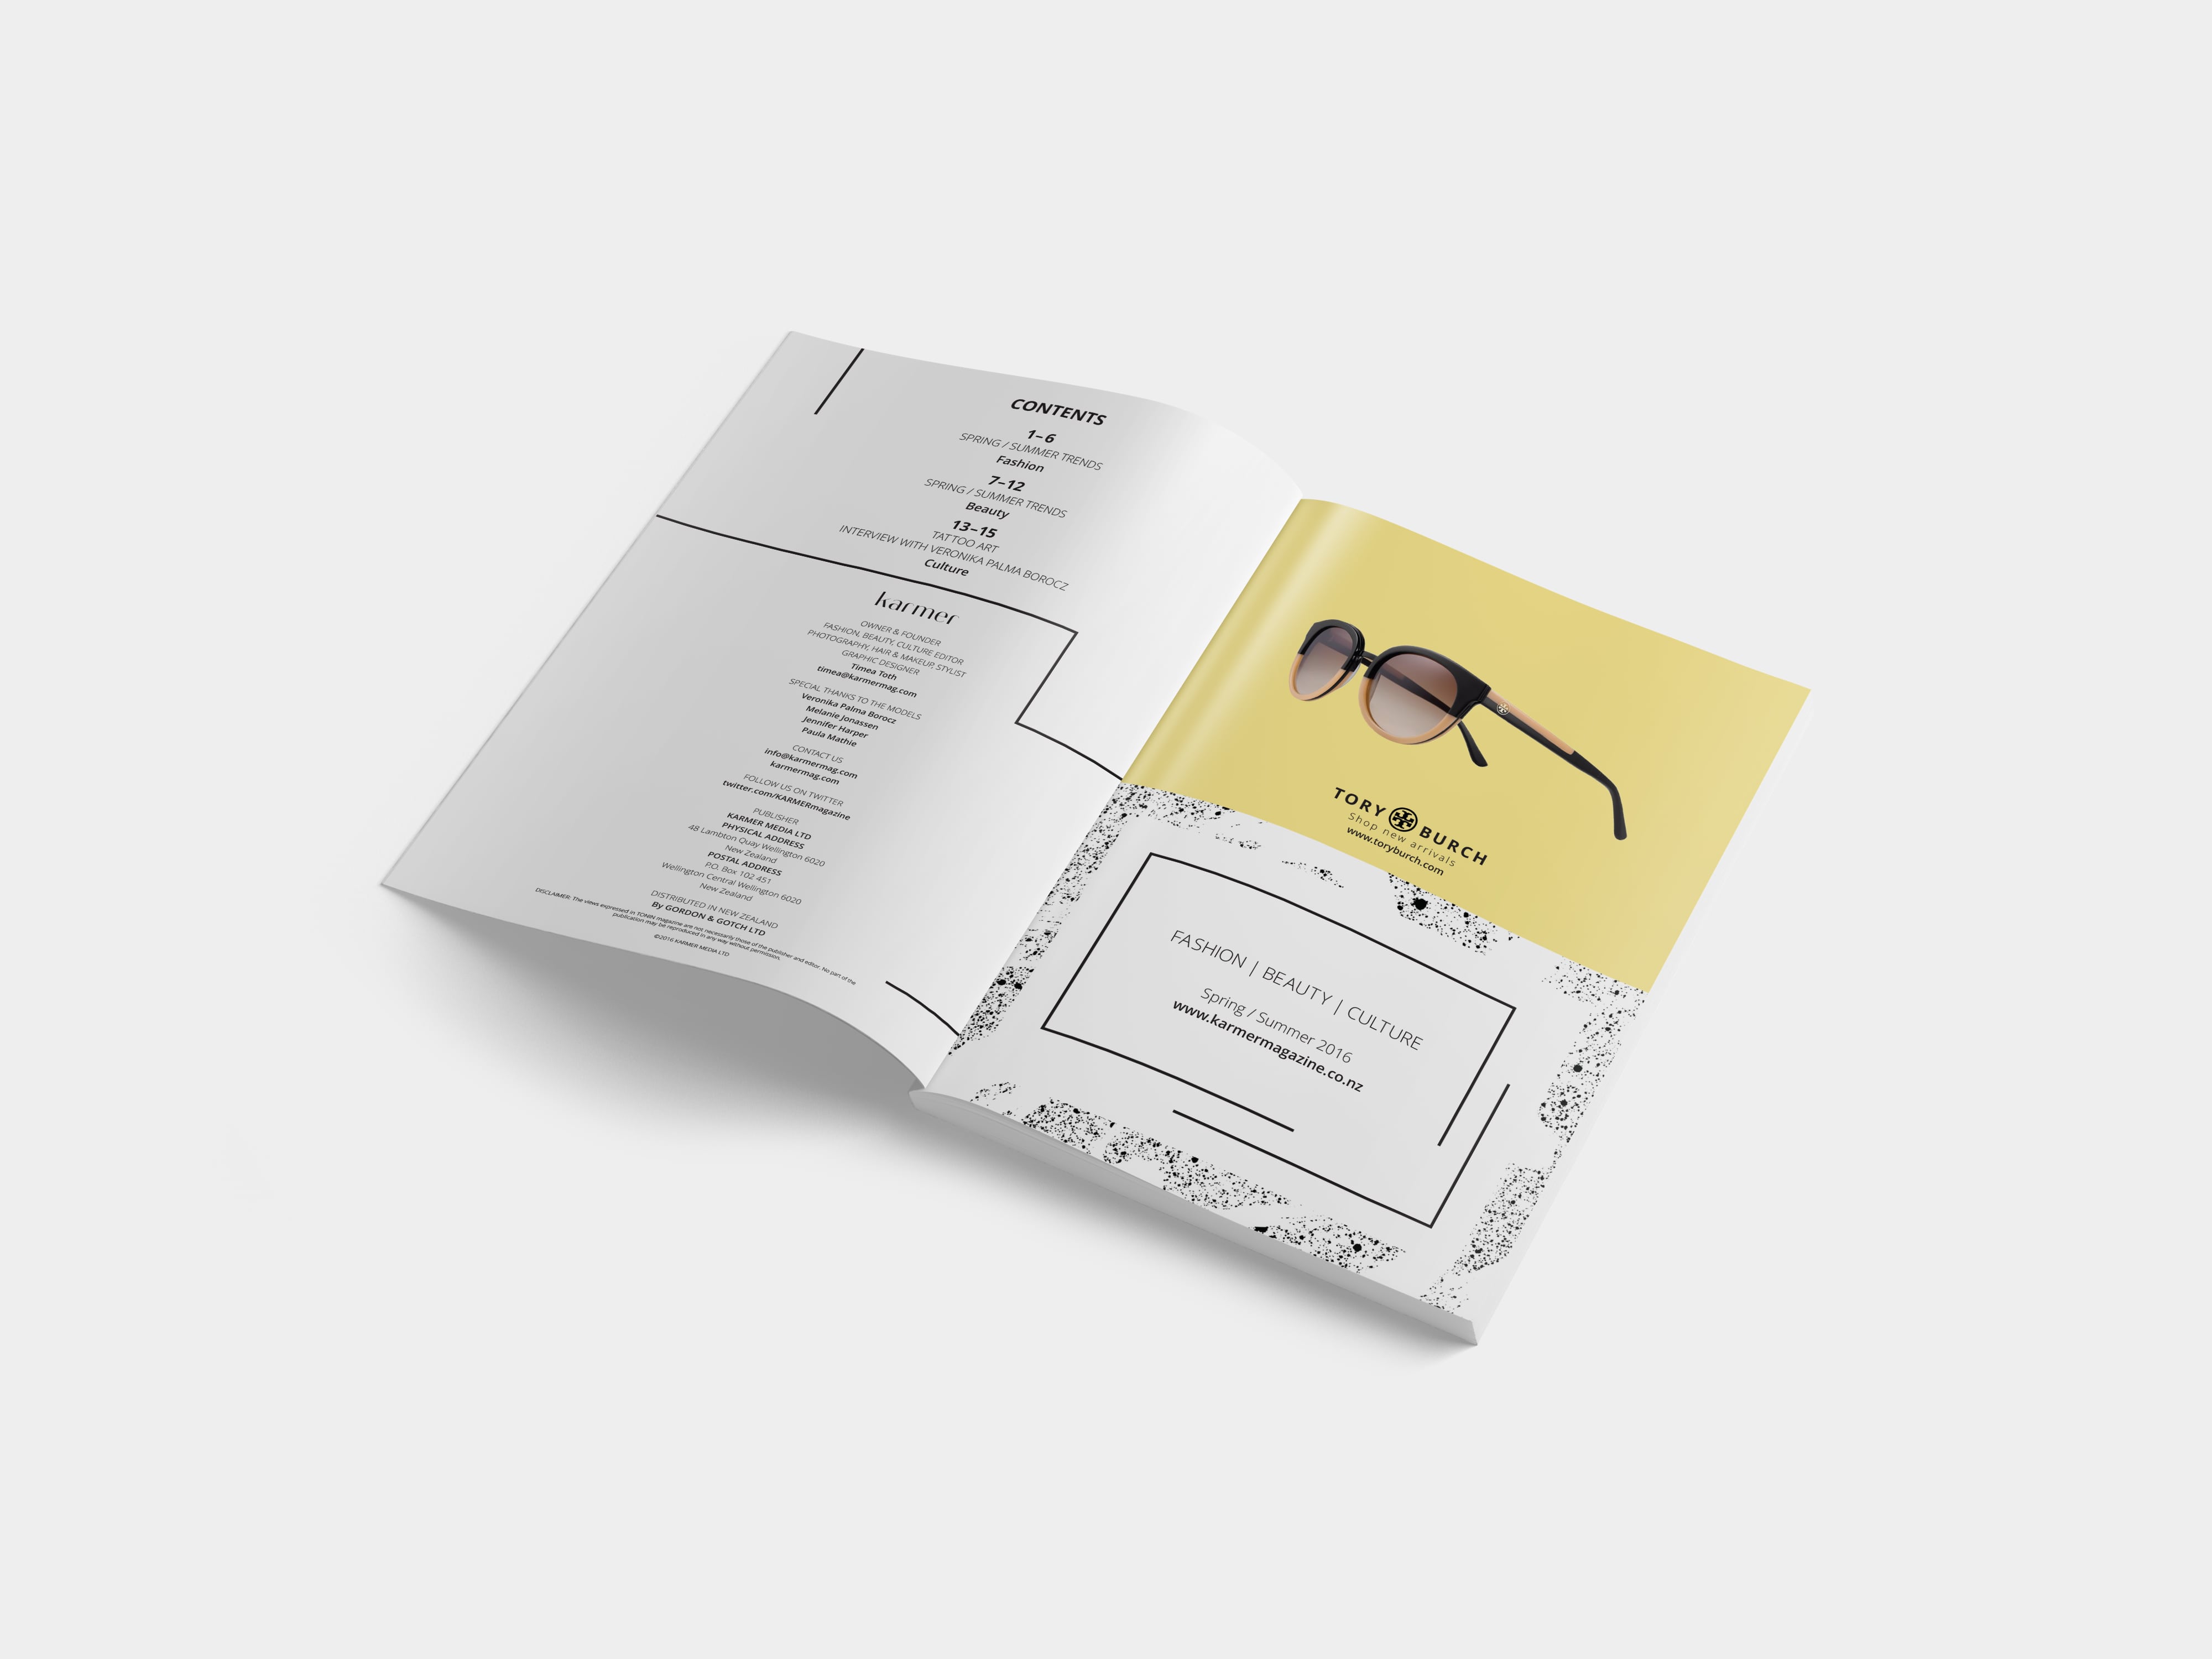 CONTENTS
1–6
SPRING / SUMMER TRENDS
Fashion
7–12
SPRING / SUMMER TRENDS
Beauty
13–15
TATTOO ART
INTERVIEW WITH VERONIKA PALMA BOROCZ
Culture
karmer
OWNER & FOUNDER
FASHION, BEAUTY, CULTURE EDITOR
PHOTOGRAPHY, HAIR & MAKEUP, STYLIST
GRAPHIC DESIGNER
Timea Toth
timea@karmermag.com
SPECIAL THANKS TO THE MODELS
Veronika Palma Borocz
Melanie Jonassen
Jennifer Harper
Paula Mathie
CONTACT US
info@karmermag.com
karmermag.com
FOLLOW US ON TWITTER
twitter.com/KARMERmagazine
PUBLISHER
KARMER MEDIA LTD
PHYSICAL ADDRESS
48 Lambton Quay Wellington 6020
New Zealand
POSTAL ADDRESS
P.O. Box 102 451
Wellington Central Wellington 6020
New Zealand
DISTRIBUTED IN NEW ZEALAND
By GORDON & GOTCH LTD
DISCLAIMER: The views expressed in TONIN magazine are not necessarily those of the publisher and editor. No part of the
publication may be reproduced in any way without permission.
©2016 KARMER MEDIA LTD
TORY BURCH
Shop new arrivals
www.toryburch.com
FASHION | BEAUTY | CULTURE
Spring / Summer 2016
www.karmermagazine.co.nz